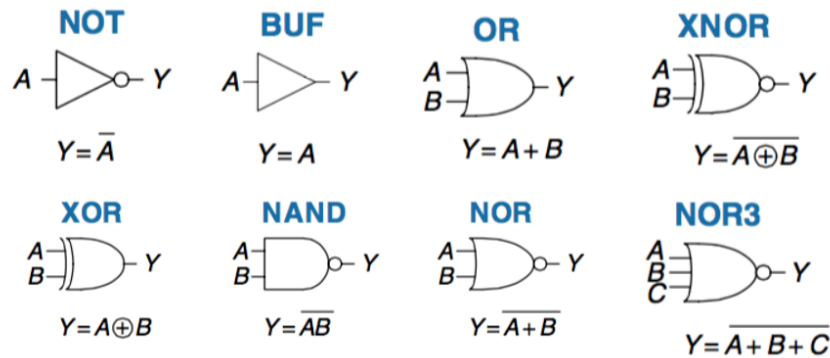 NOT BUF OR XNOR
A Y A Y A B Y A B Y
Y=A̅ Y=A Y=A+B Y=A̅⊕̅B̅
XOR NAND NOR NOR3
A B Y A B Y A B Y A B C Y
Y=A⊕B Y=A̅B̅ Y=A̅+̅B̅ Y=A̅+̅B̅+̅C̅